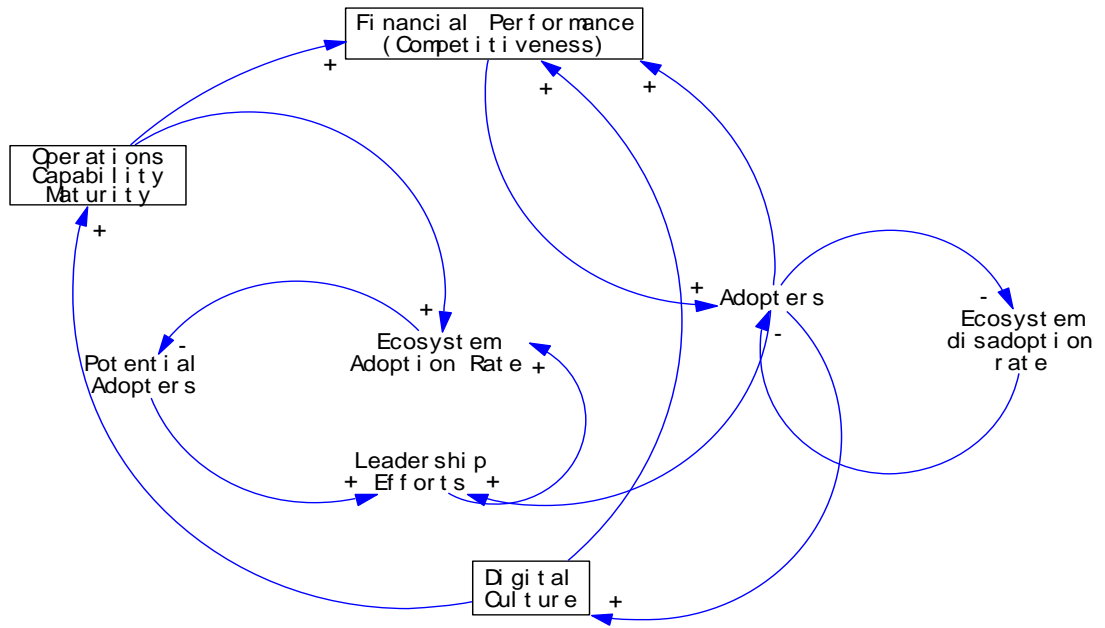 Financial Performance
(Competitiveness)
+
+
+
Operations
Capability
Maturity
+
+
+
Adopters
-
Ecosystem
disadoption
rate
-
+
Ecosystem
Adoption Rate
+
-
Potential
Adopters
Leadership
+ Efforts +
Digital
Culture
+